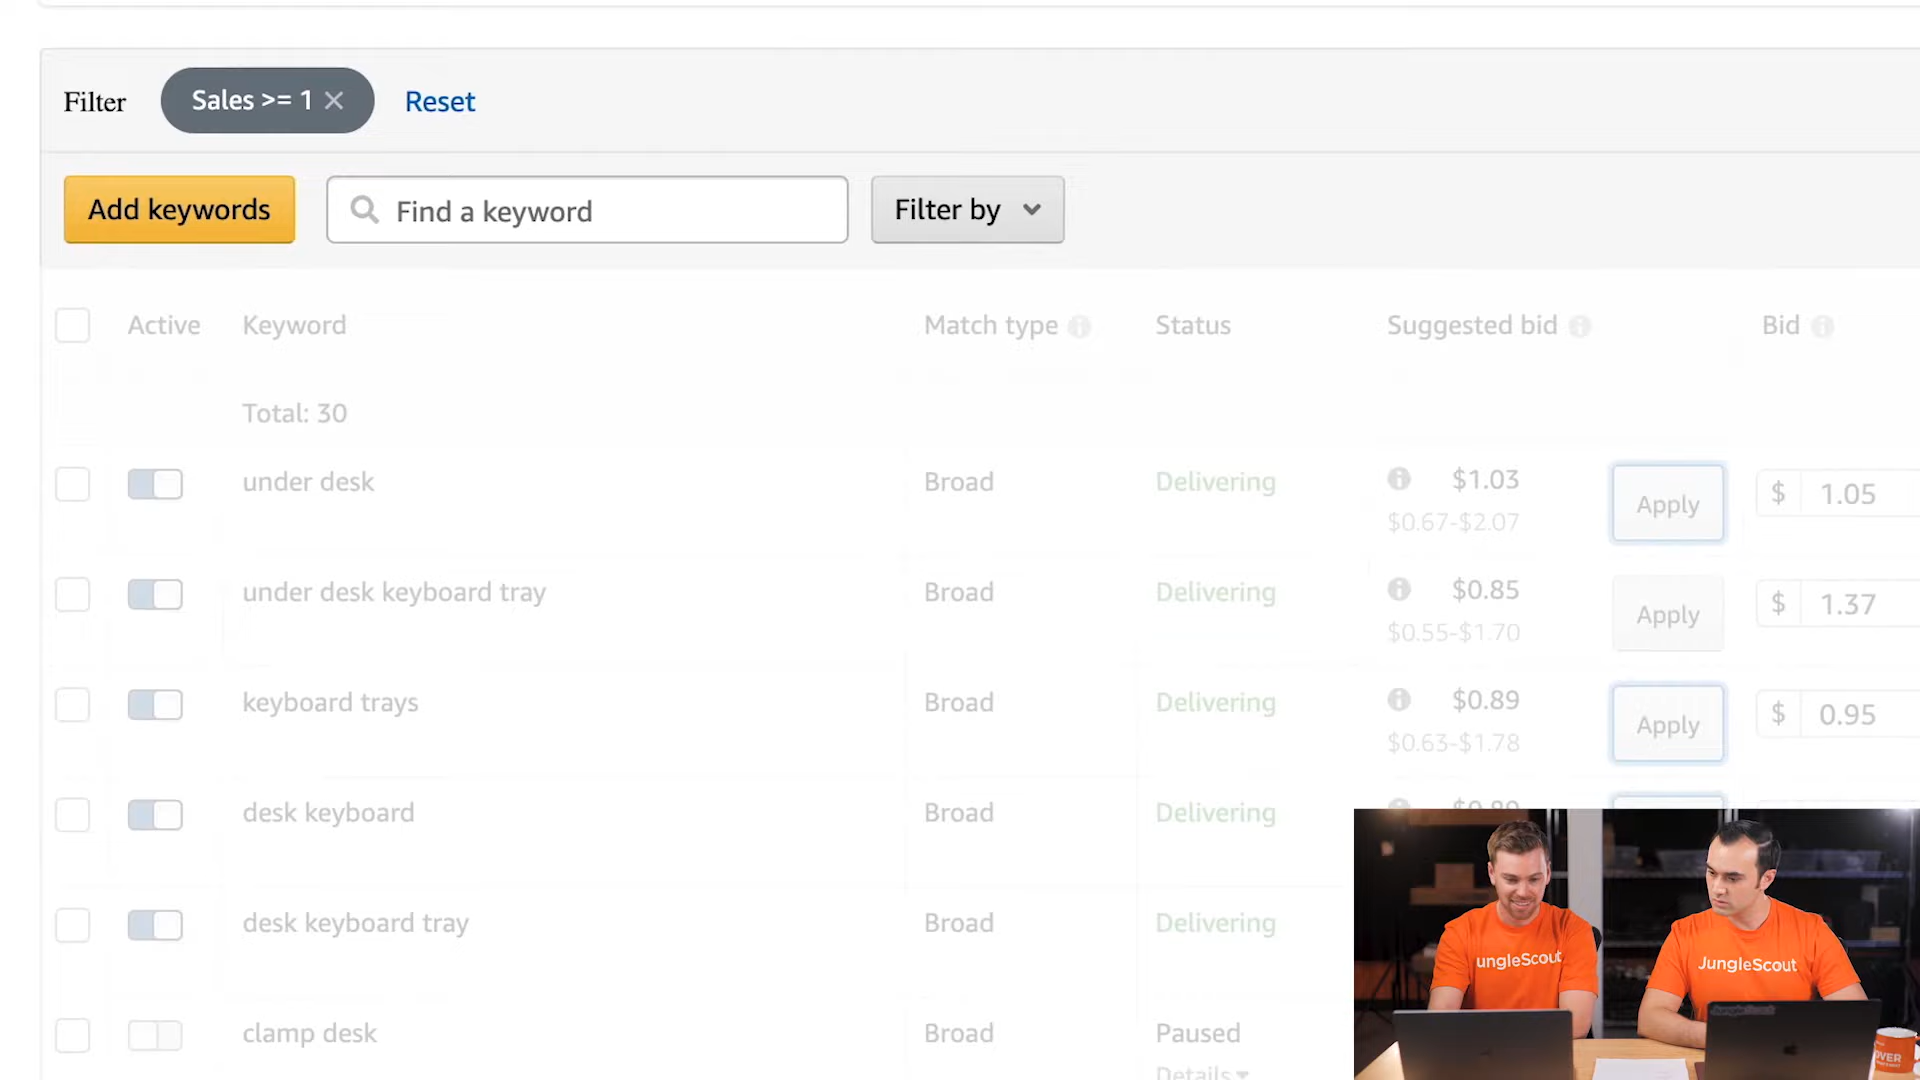 Filter Sales >= 1 Reset
Add keywords Find a keyword Filter by
Active Keyword Match type Status Suggested bid Bid
Total: 30
under desk Broad Delivering $1.03 Apply $ 1.05
$0.67-$2.07
under desk keyboard tray Broad Delivering $0.85 Apply $ 1.37
$0.55-$1.70
keyboard trays Broad Delivering $0.89 Apply $ 0.95
$0.63-$1.78
desk keyboard Broad Delivering
desk keyboard tray Broad Delivering
clamp desk Broad Paused
Details
ungleScout
JungleScout
OVER